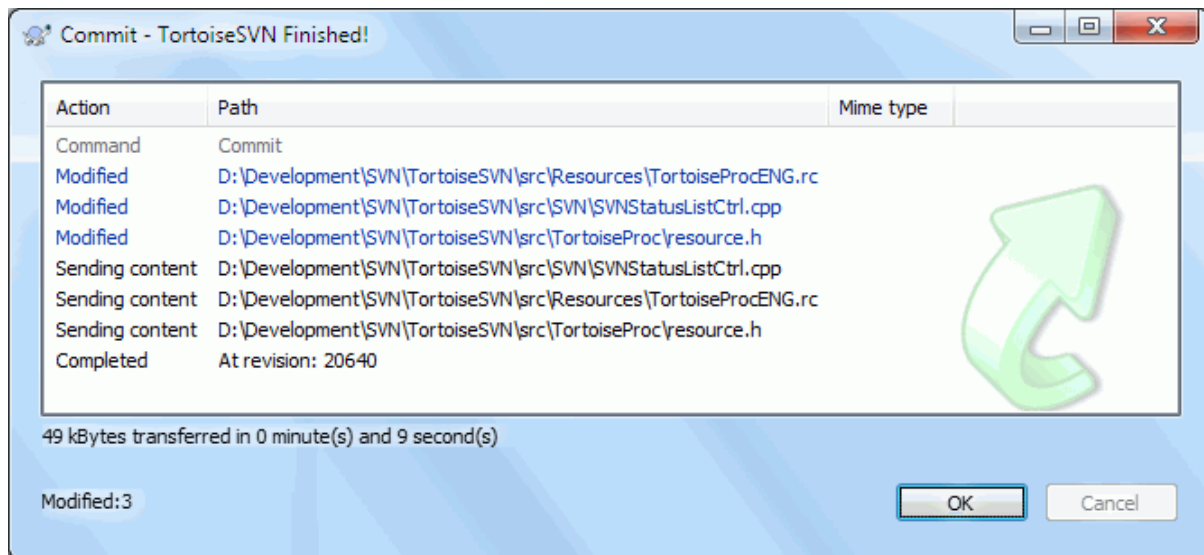 Commit - TortoiseSVN Finished!
Action Path Mime type
Command Commit
Modified D:\Development\SVN\TortoiseSVN\src\Resources\TortoiseProcENG.rc
Modified D:\Development\SVN\TortoiseSVN\src\SVN\SVNStatusListCtrl.cpp
Modified D:\Development\SVN\TortoiseSVN\src\TortoiseProc\resource.h
Sending content D:\Development\SVN\TortoiseSVN\src\SVN\SVNStatusListCtrl.cpp
Sending content D:\Development\SVN\TortoiseSVN\src\Resources\TortoiseProcENG.rc
Sending content D:\Development\SVN\TortoiseSVN\src\TortoiseProc\resource.h
Completed At revision: 20640
49 kBytes transferred in 0 minute(s) and 9 second(s)
Modified:3 OK Cancel